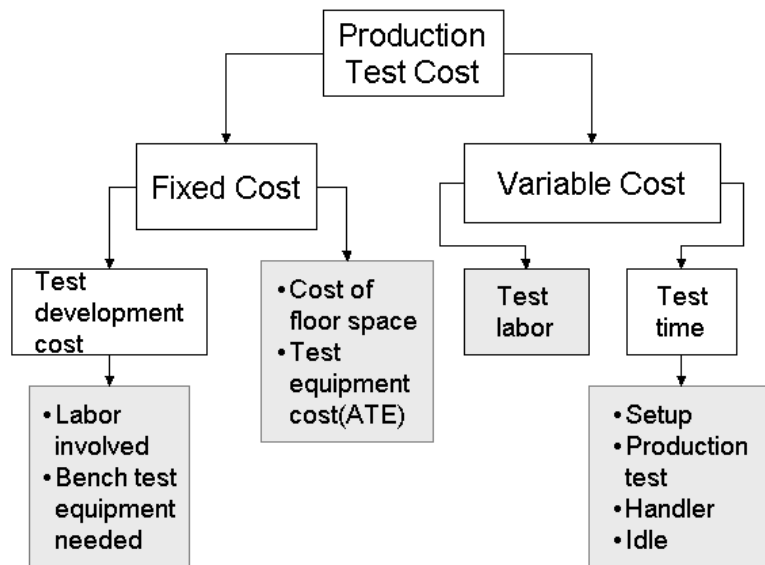 Production
Test Cost
Fixed Cost
Variable Cost
Test
development
cost
• Cost of
floor space
• Test
equipment
cost(ATE)
Test
labor
Test
time
• Labor
involved
• Bench test
equipment
needed
• Setup
• Production
test
• Handler
• Idle